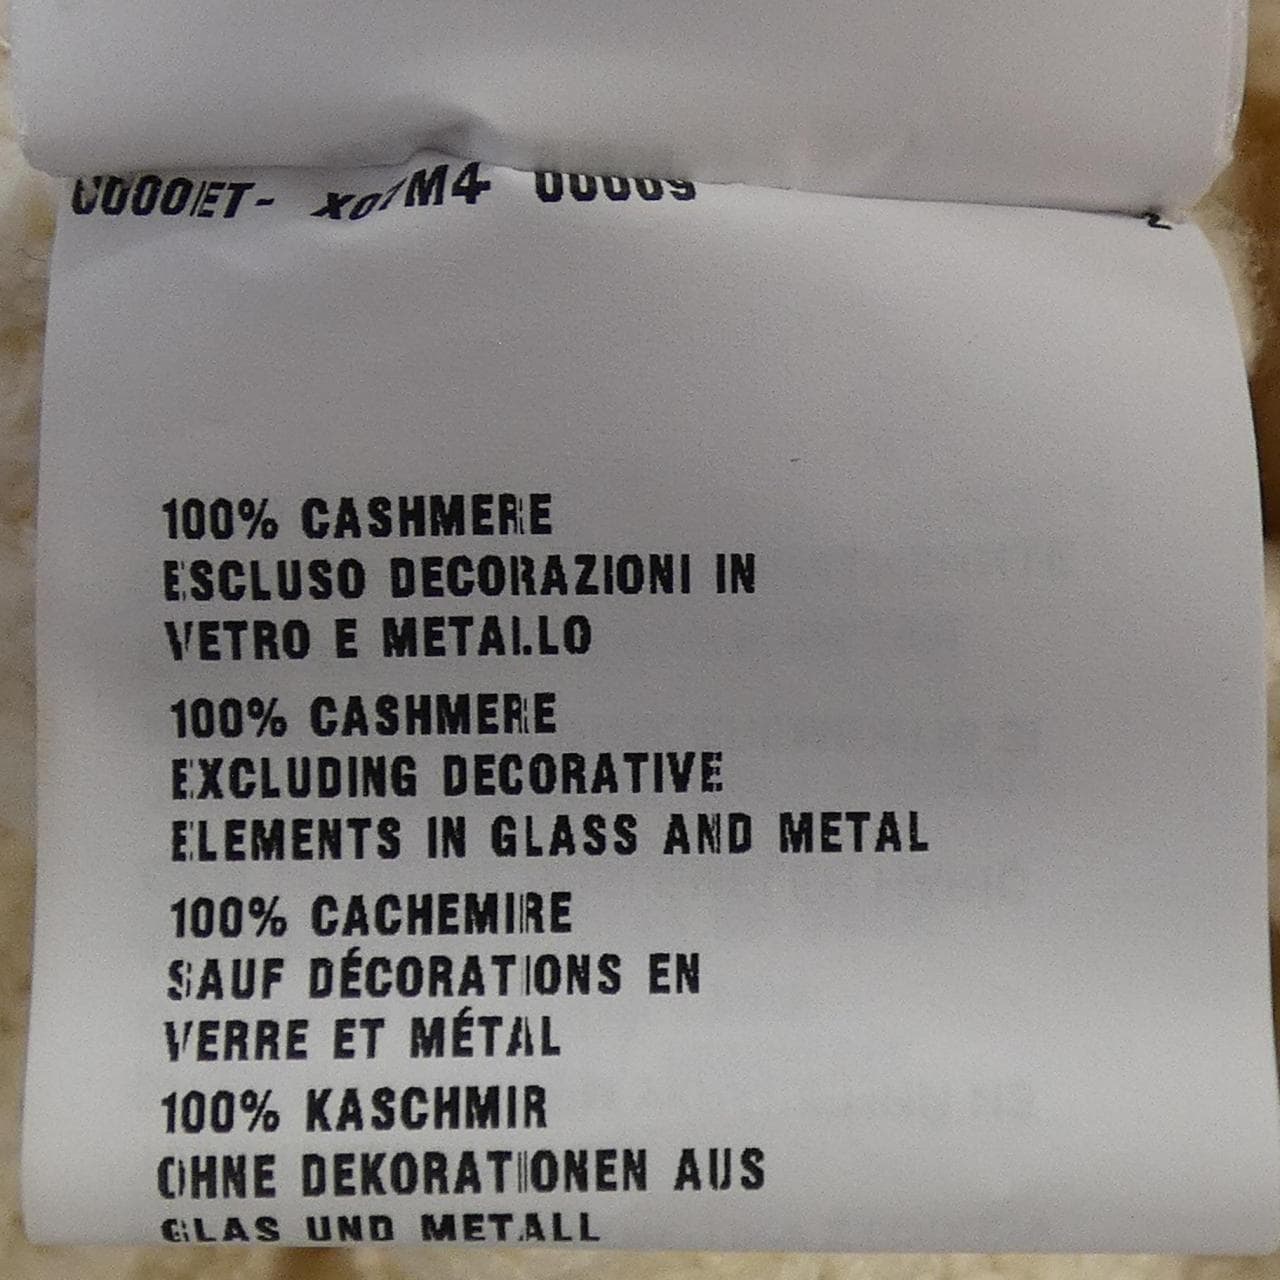 100% CASHMERE
ESCLUSO DECORAZIONI IN
VETRO E METALLO
100% CASHMERE
EXCLUDING DECORATIVE
ELEMENTS IN GLASS AND METAL
100% CACHEMIRE
SAUF DÉCORATIONS EN
VERRE ET MÉTAL
100% KASCHMIR
OHNE DEKORATIONEN AUS
GLAS UND METALL